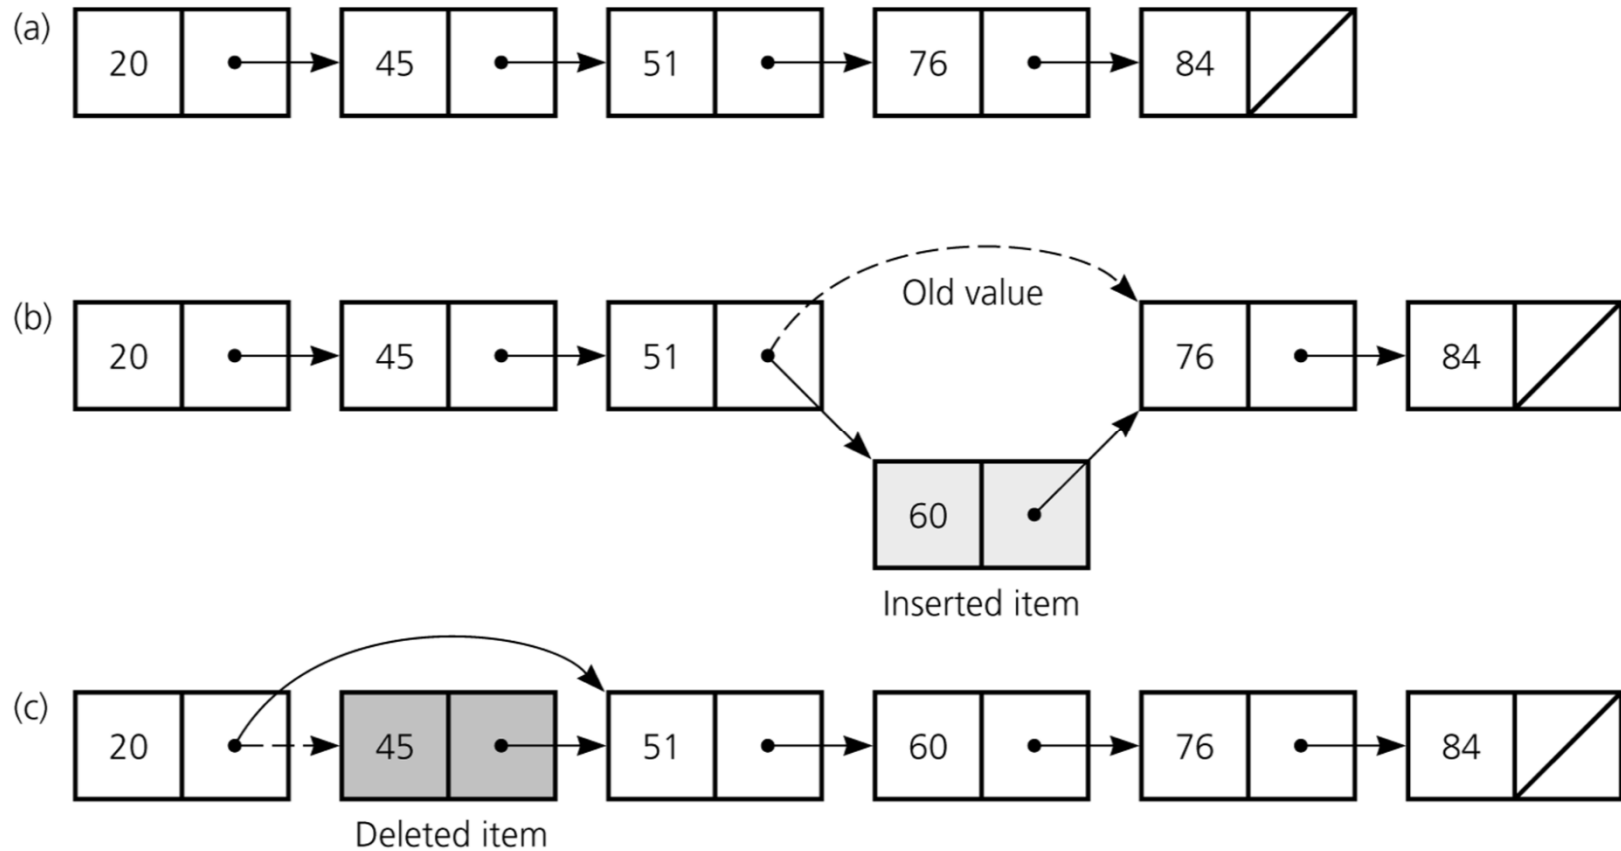 (a) 20 45 51 76 84
Old value
(b) 20 45 51 76 84
60
Inserted item
(c) 20 45 51 60 76 84
Deleted item